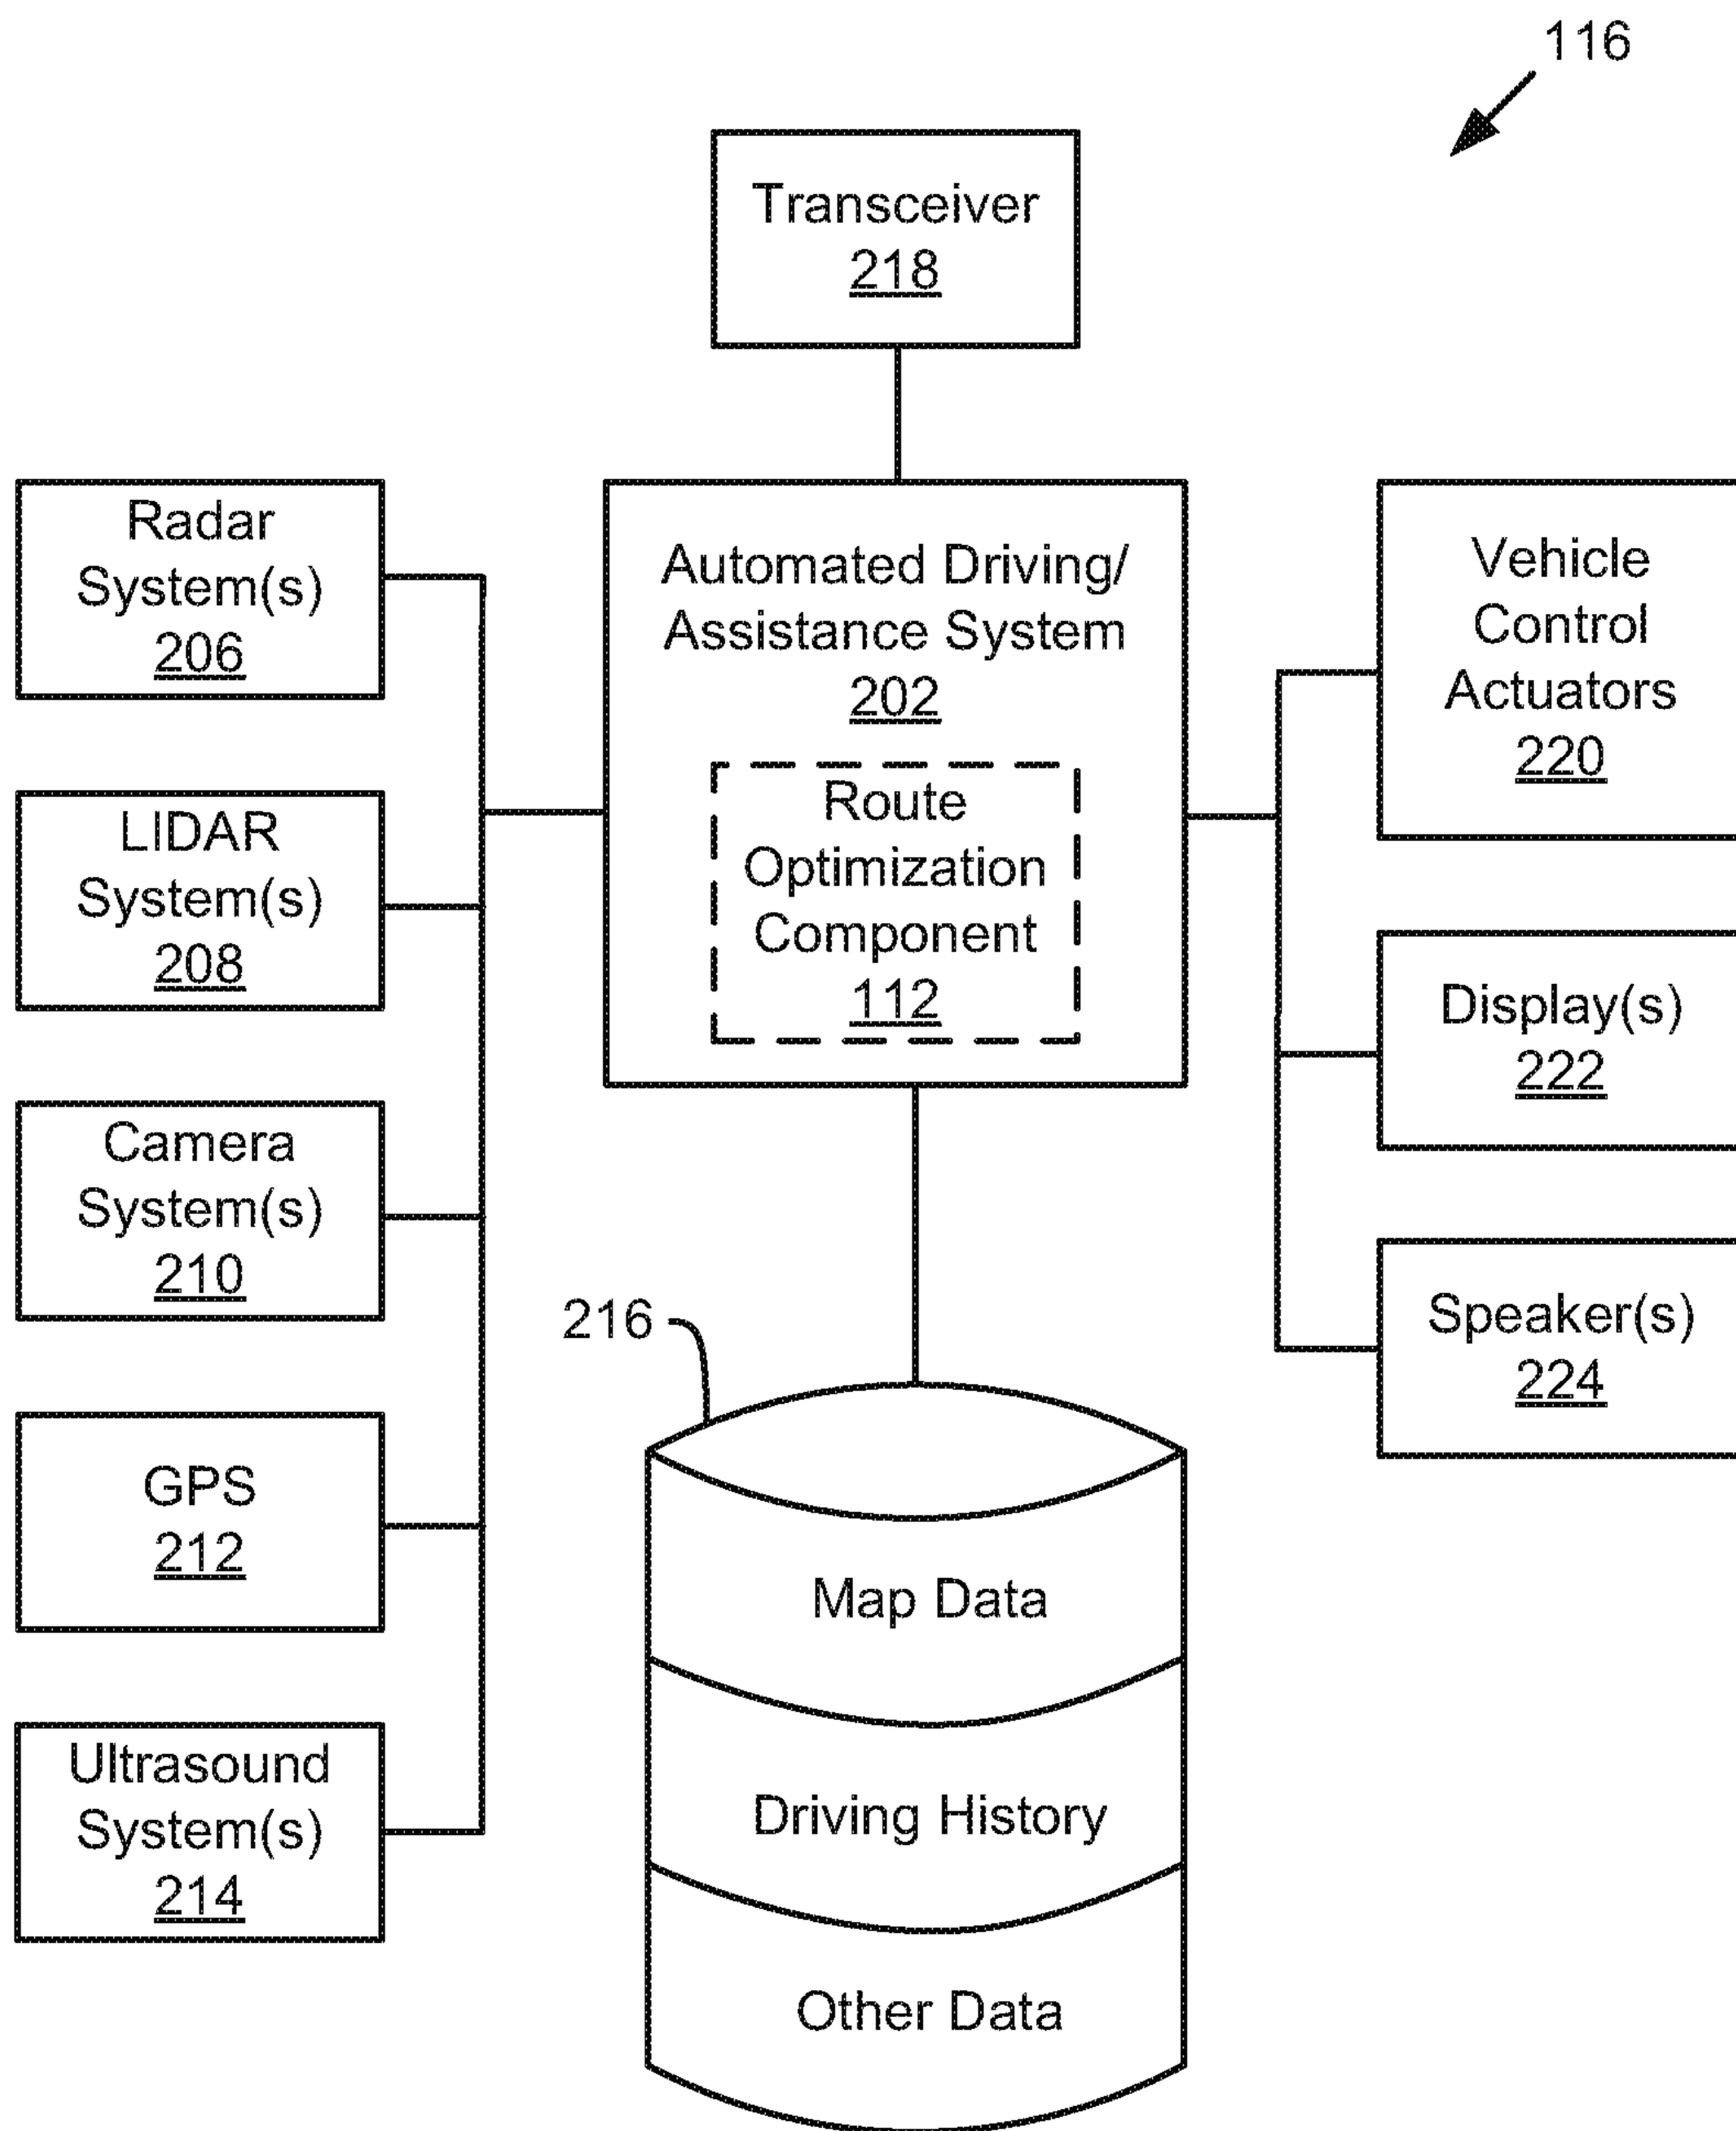 116
Transceiver
218
Radar
System(s)
206
LIDAR
System(s)
208
Camera
System(s)
210
GPS
212
Ultrasound
System(s)
214
Automated Driving/
Assistance System
202
Route
Optimization
Component
112
Vehicle
Control
Actuators
220
Display(s)
222
Speaker(s)
224
216
Map Data
Driving History
Other Data